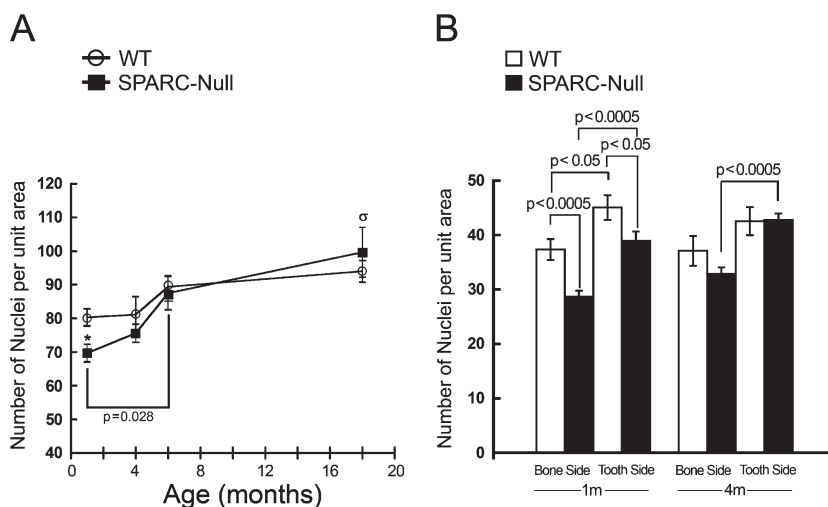 A
WT
SPARC-Null
Number of Nuclei per unit area
120
110
100
90
80
70
60
50
40
σ
*
p=0.028
0 4 8 12 16 20
Age (months)
B
WT
SPARC-Null
Number of Nuclei per unit area
50
40
30
20
10
0
p<0.0005
p<0.05
p<0.05
p<0.0005
p<0.0005
Bone Side Tooth Side Bone Side Tooth Side
1m 4m